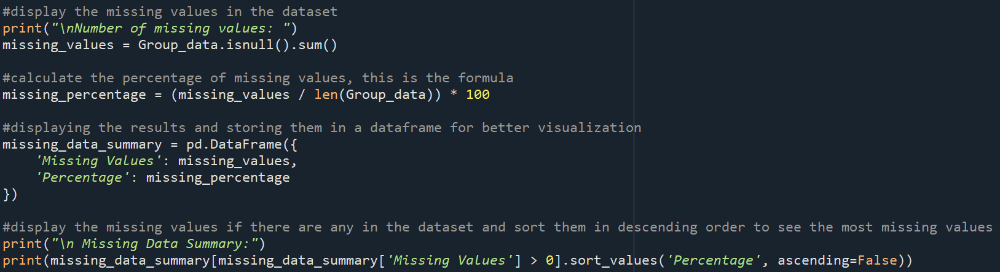 #display the missing values in the dataset
print("\nNumber of missing values: ")
missing_values = Group_data.isnull().sum()
#calculate the percentage of missing values, this is the formula
missing_percentage = (missing_values / len(Group_data)) * 100
#displaying the results and storing them in a dataframe for better visualization
missing_data_summary = pd.DataFrame({
    'Missing Values': missing_values,
    'Percentage': missing_percentage
})
#display the missing values if there are any in the dataset and sort them in descending order to see the most missing values
print("\n Missing Data Summary:")
print(missing_data_summary[missing_data_summary['Missing Values'] > 0].sort_values('Percentage', ascending=False))